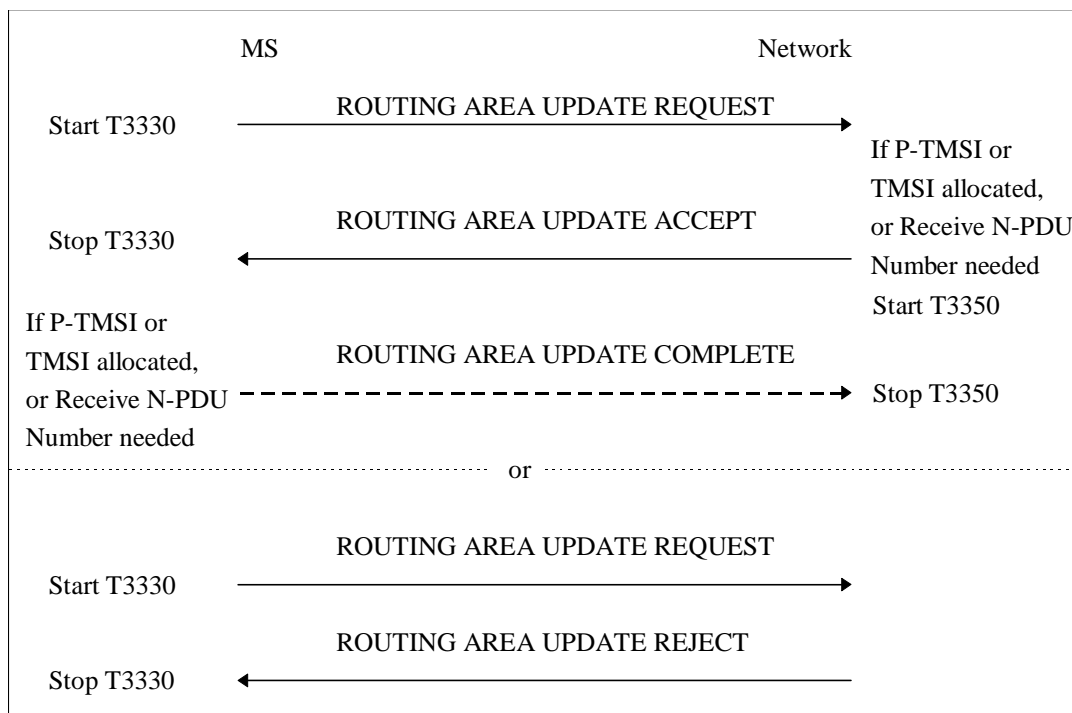 MS
Network
ROUTING AREA UPDATE REQUEST
Start T3330
If P-TMSI or
TMSI allocated,
or Receive N-PDU
Number needed
Start T3350
ROUTING AREA UPDATE ACCEPT
Stop T3330
If P-TMSI or
TMSI allocated,
or Receive N-PDU
Number needed
ROUTING AREA UPDATE COMPLETE
Stop T3350
or
ROUTING AREA UPDATE REQUEST
Start T3330
ROUTING AREA UPDATE REJECT
Stop T3330